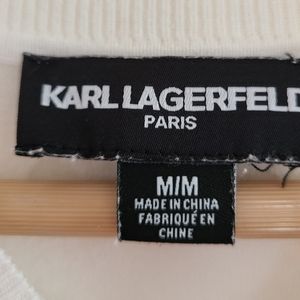 KARL LAGERFELD
PARIS
M/M
MADE IN CHINA
FABRIQUÉ EN
CHINE